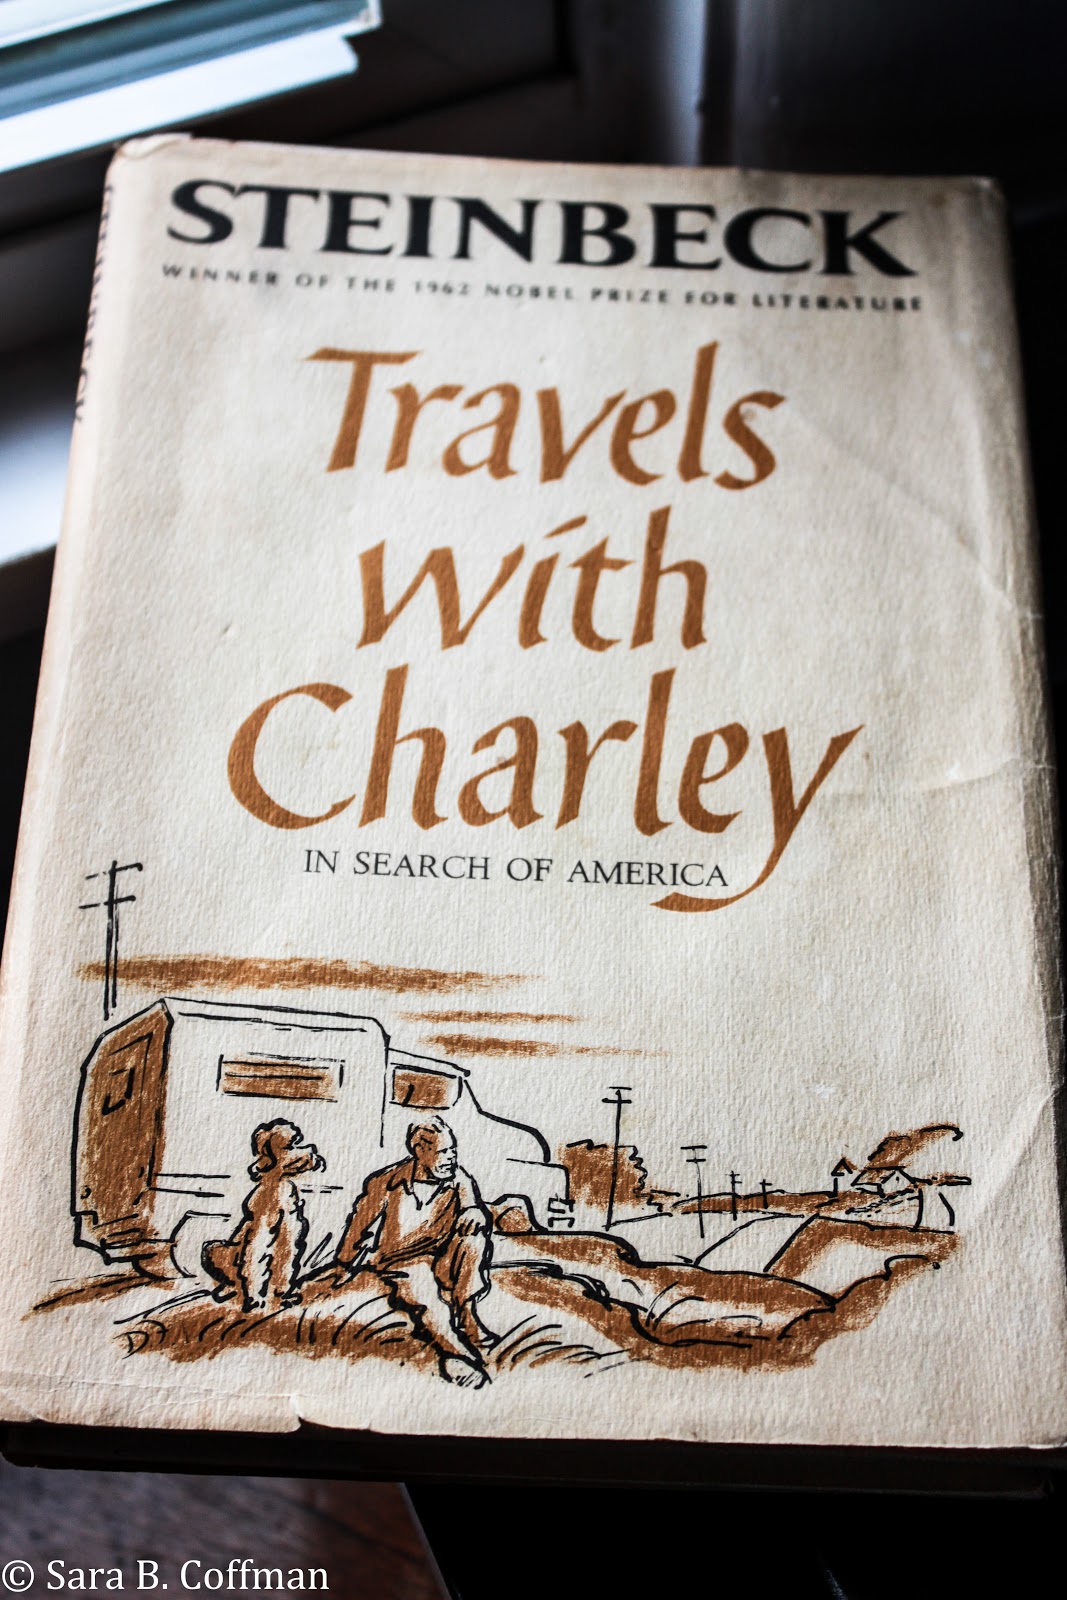 STEINBECK
WINNER OF THE 1962 NOBEL PRIZE FOR LITERATURE
Travels
with
Charley
IN SEARCH OF AMERICA
© Sara B. Coffman